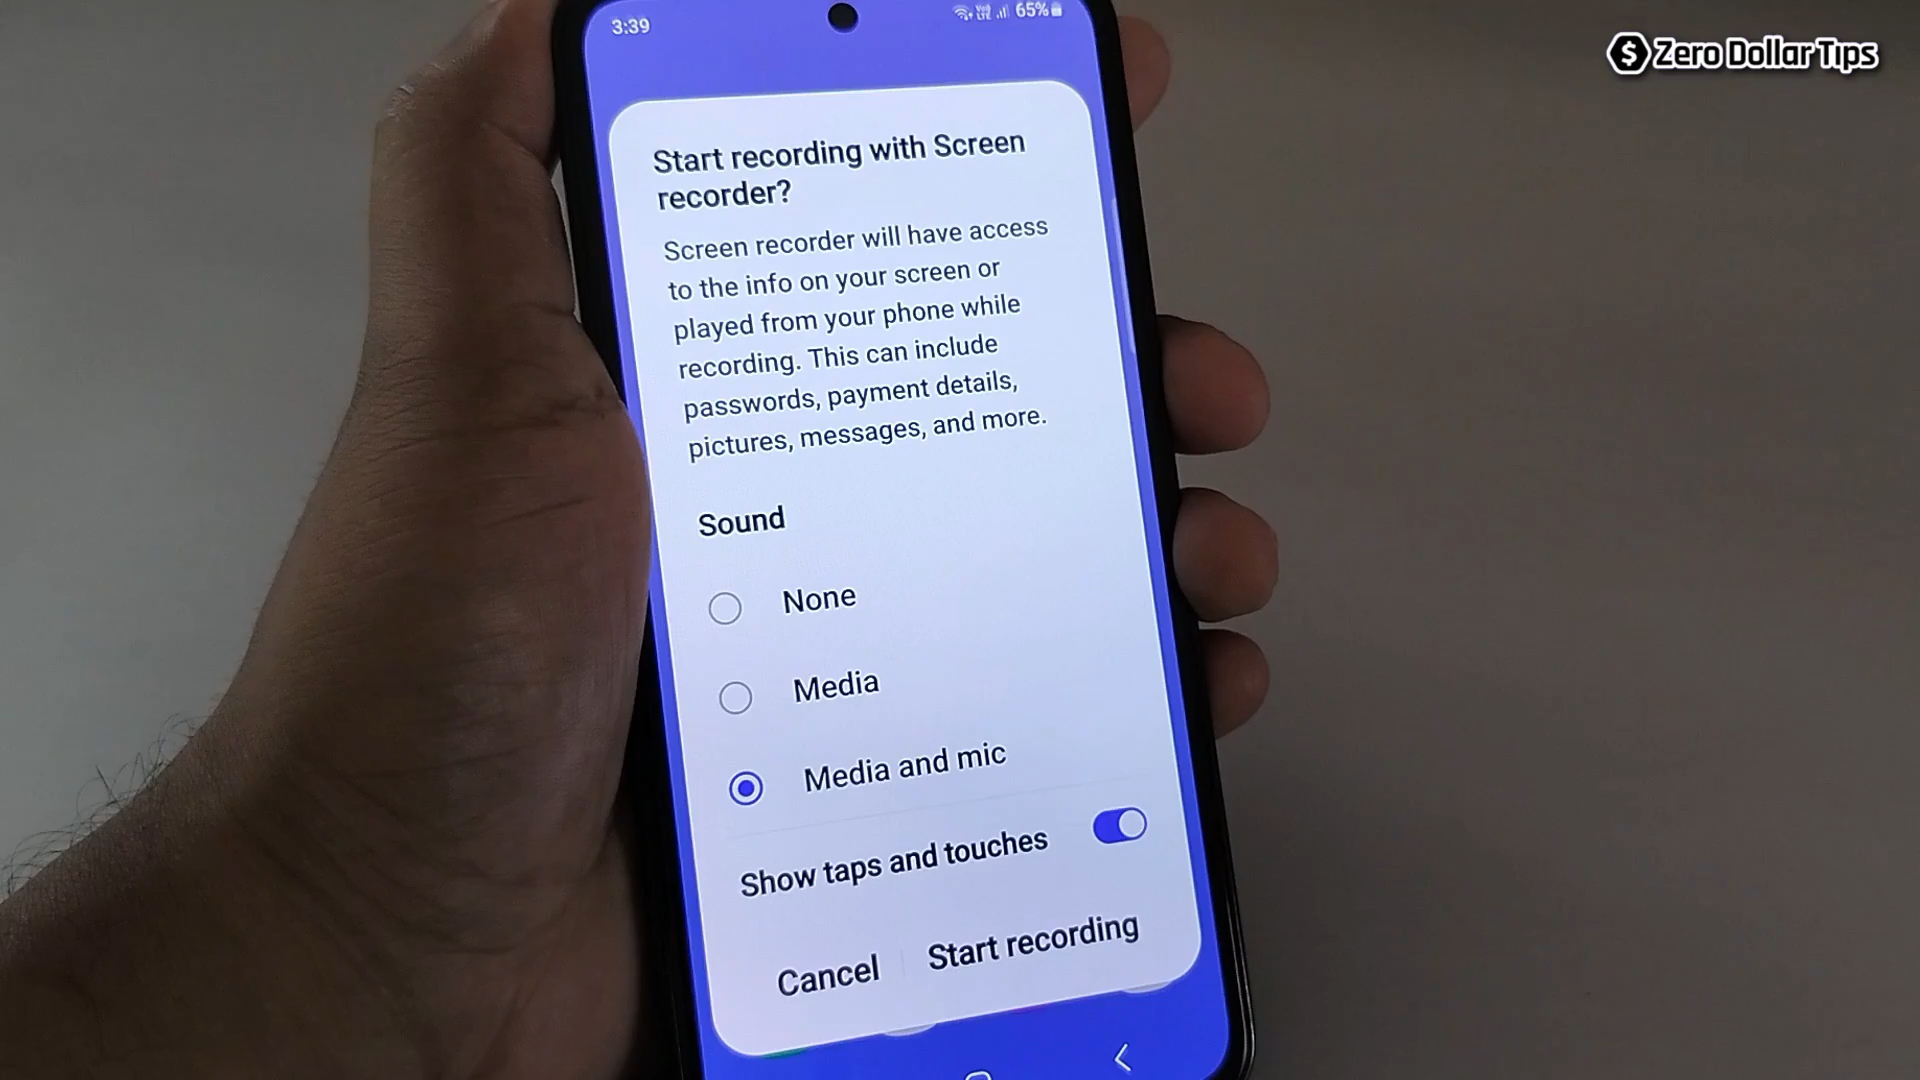 3:39
Vo) LTE 65%
$ Zero Dollar Tips
Start recording with Screen
recorder?
Screen recorder will have access
to the info on your screen or
played from your phone while
recording. This can include
passwords, payment details,
pictures, messages, and more.
Sound
None
Media
Media and mic
Show taps and touches
Cancel
Start recording